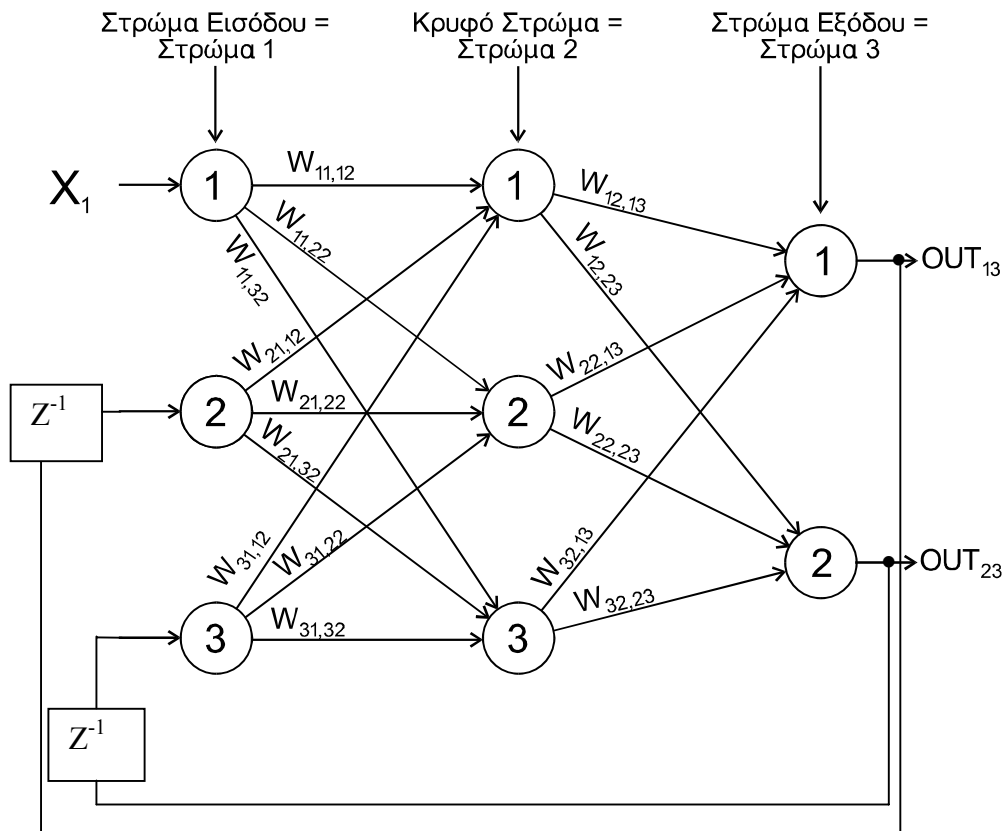 Στρώμα Εισόδου =
Στρώμα 1
Κρυφό Στρώμα =
Στρώμα 2
Στρώμα Εξόδου =
Στρώμα 3
X1
1
W11,12
W11,22
W11,32
1
W12,13
W12,23
1
OUT13
Z-1
2
W21,12
W21,22
W21,32
2
W22,13
W22,23
2
OUT23
3
W31,12
W31,22
W31,32
3
W32,13
W32,23
Z-1